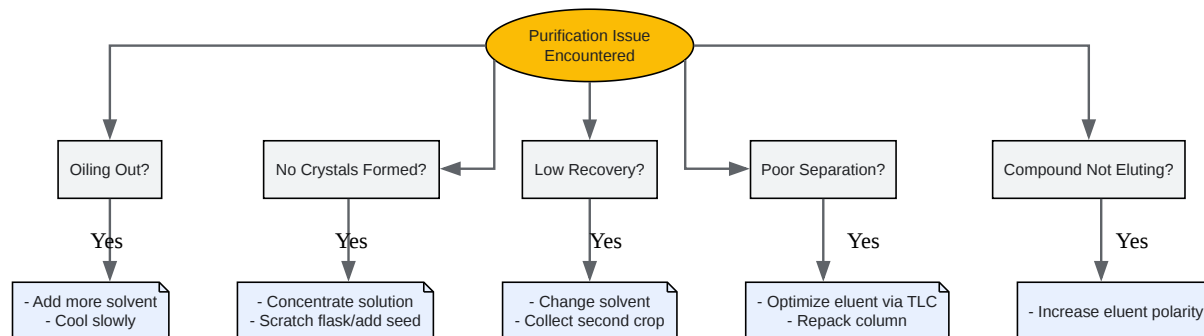 Purification Issue
Encountered
Oiling Out?
No Crystals Formed?
Low Recovery?
Poor Separation?
Compound Not Eluting?
Yes
Yes
Yes
Yes
Yes
- Add more solvent
- Cool slowly
- Concentrate solution
- Scratch flask/add seed
- Change solvent
- Collect second crop
- Optimize eluent via TLC
- Repack column
- Increase eluent polarity